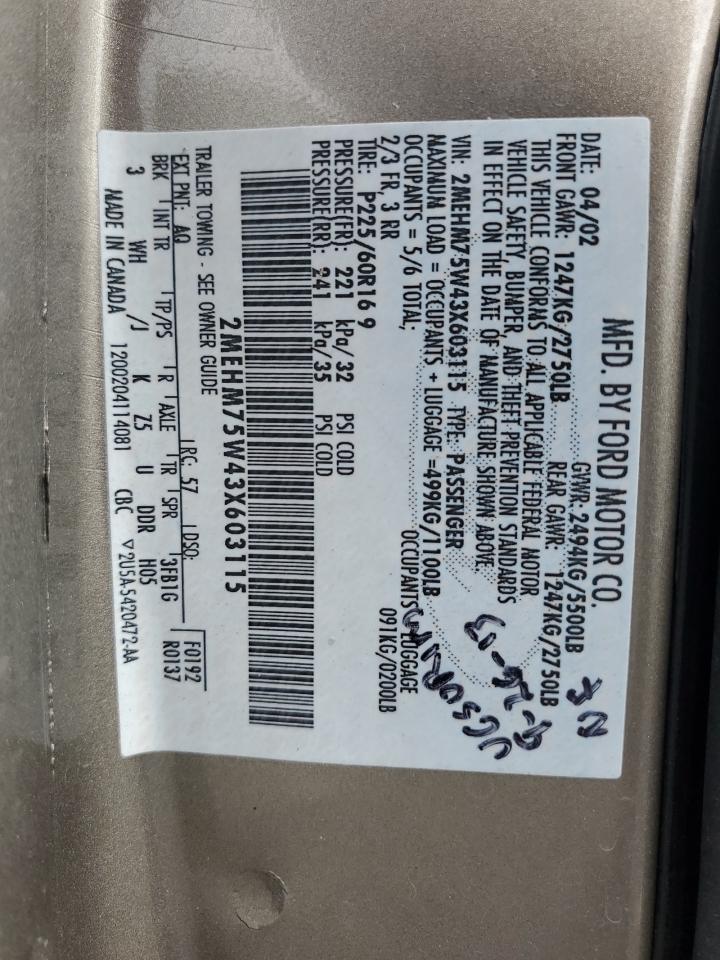 MFD. BY FORD MOTOR CO.
DATE: 04/02 GVWR: 2494KG/5500LB
FRONT GAWR: 1247KG/2750LB REAR GAWR: 1247KG/2750LB
THIS VEHICLE CONFORMS TO ALL APPLICABLE FEDERAL MOTOR
VEHICLE SAFETY, BUMPER, AND THEFT PREVENTION STANDARDS
IN EFFECT ON THE DATE OF MANUFACTURE SHOWN ABOVE.
VIN: 2MEHM75W43X603115 TYPE: PASSENGER
MAXIMUM LOAD = OCCUPANTS + LUGGAGE =499KG/1100LB
OCCUPANTS = 5/6 TOTAL; OCCUPANTS LUGGAGE
2/3 FR, 3 RR 091KG/0200LB
TIRE: P225/60R16 9
PRESSURE(FR): 221 kPa/32 PSI COLD
PRESSURE(RR): 241 kPa/35 PSI COLD
2MEHM75W43X603115
TRAILER TOWING - SEE OWNER GUIDE
EXT PNT: AQ RC: 57 DSO: F0192
BRK INT TR TP/PS R AXLE TR SPR 3FB1G R0137
3 WH /J K Z5 U DDR H05
MADE IN CANADA 1200204114081 CBC ▽2U5A-5420472-AA